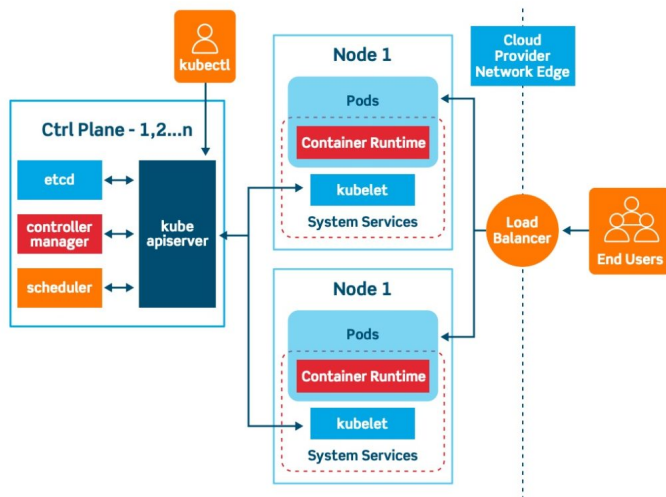 kubectl
Ctrl Plane - 1,2...n
etcd
controller
manager
scheduler
kube
apiserver
Node 1
Pods
Container Runtime
kubelet
System Services
Node 1
Pods
Container Runtime
kubelet
System Services
Cloud
Provider
Network Edge
Load
Balancer
End Users